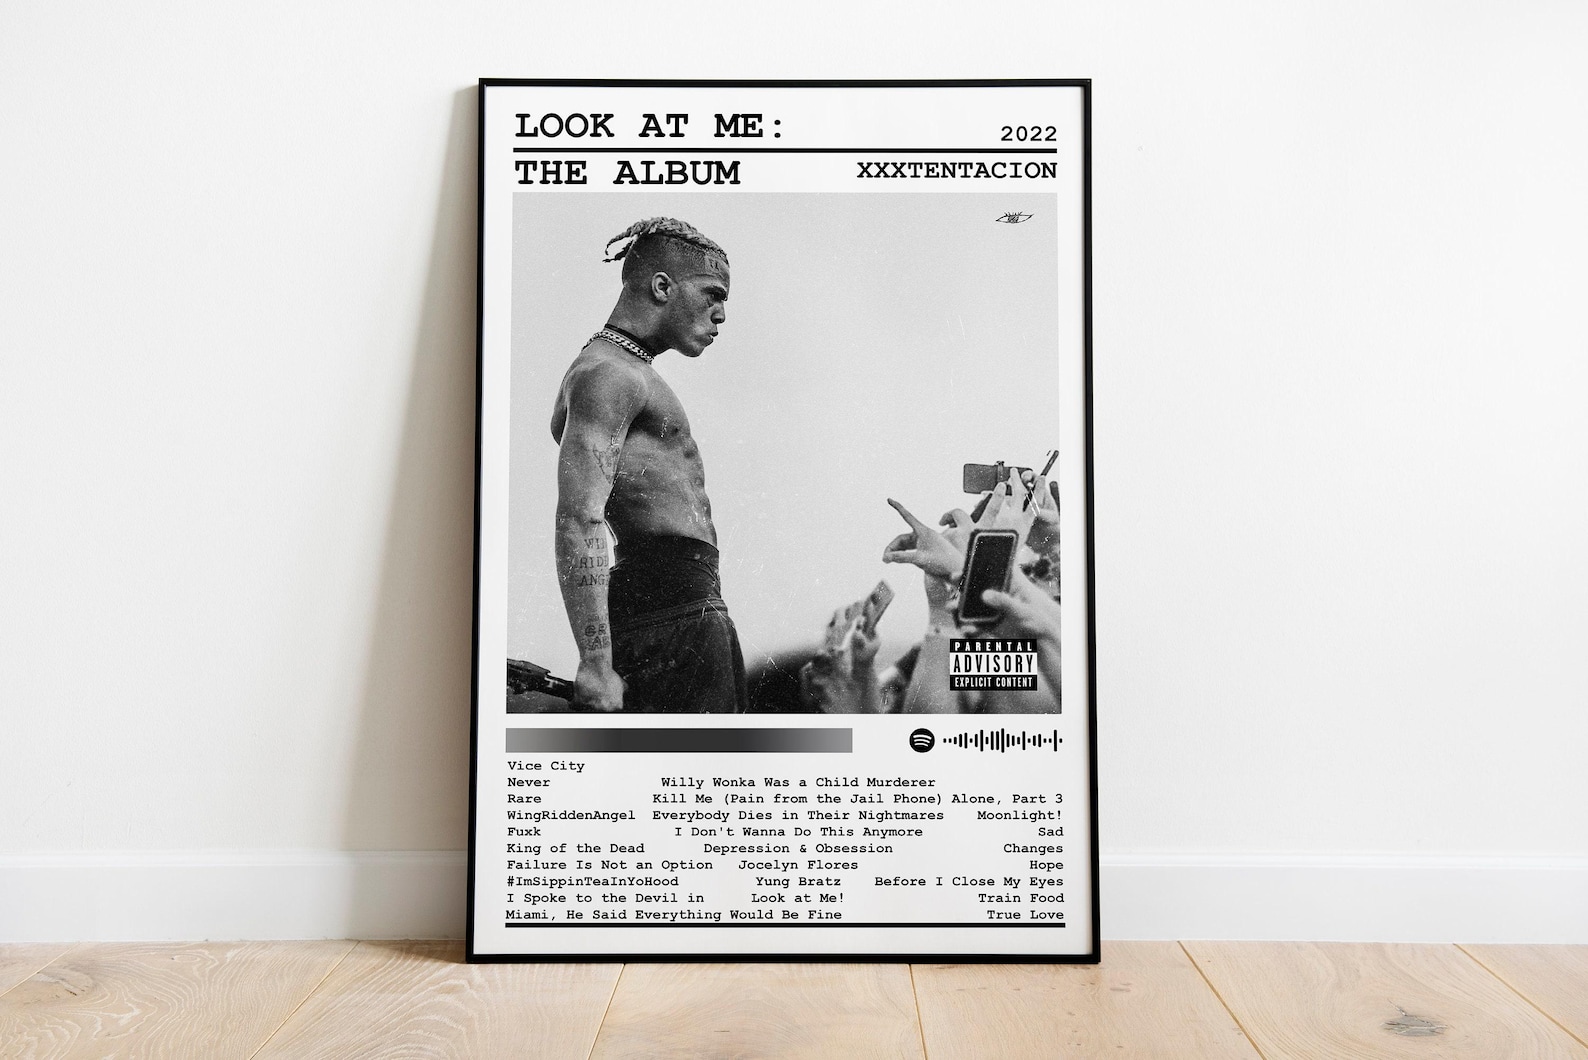 LOOK AT ME:
2022
THE ALBUM
XXXTENTACION
WI
RIDD
ANG
PARENTAL
ADVISORY
EXPLICIT CONTENT
Vice City
Never Willy Wonka Was a Child Murderer
Rare Kill Me (Pain from the Jail Phone) Alone, Part 3
WingRiddenAngel Everybody Dies in Their Nightmares Moonlight!
Fuxk I Don't Wanna Do This Anymore Sad
King of the Dead Depression & Obsession Changes
Failure Is Not an Option Jocelyn Flores Hope
#ImSippinTeaInYoHood Yung Bratz Before I Close My Eyes
I Spoke to the Devil in Look at Me! Train Food
Miami, He Said Everything Would Be Fine True Love